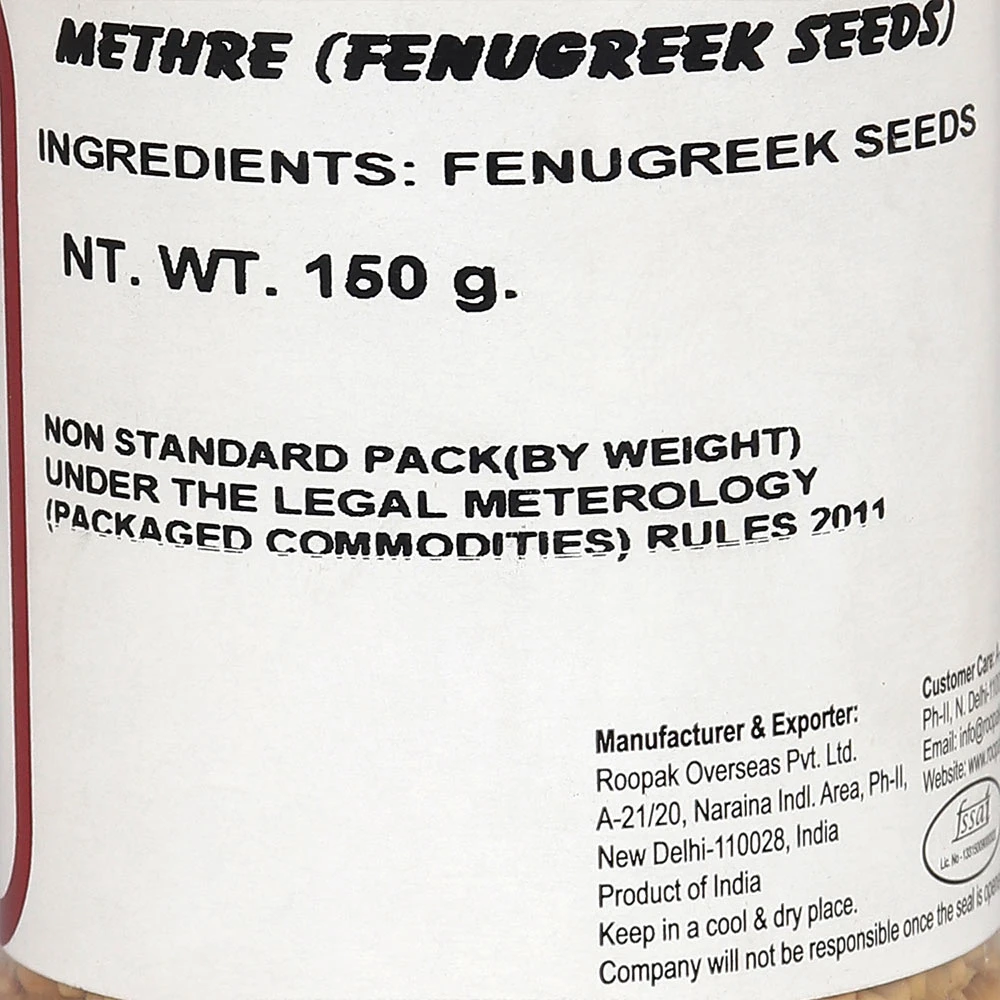 METHRE (FENUGREEK SEEDS)
INGREDIENTS: FENUGREEK SEEDS
NT. WT. 150 g.
NON STANDARD PACK(BY WEIGHT)
UNDER THE LEGAL METEROLOGY
(PACKAGED COMMODITIES) RULES 2011
Manufacturer & Exporter:
Roopak Overseas Pvt. Ltd.
A-21/20, Naraina Indl. Area, Ph-II,
New Delhi-110028, India
Product of India
Keep in a cool & dry place.
Company will not be responsible once the seal is
Customer Care:
Ph-II, N. Delhi-
Email:
Website:
fssai
Lic. No.-